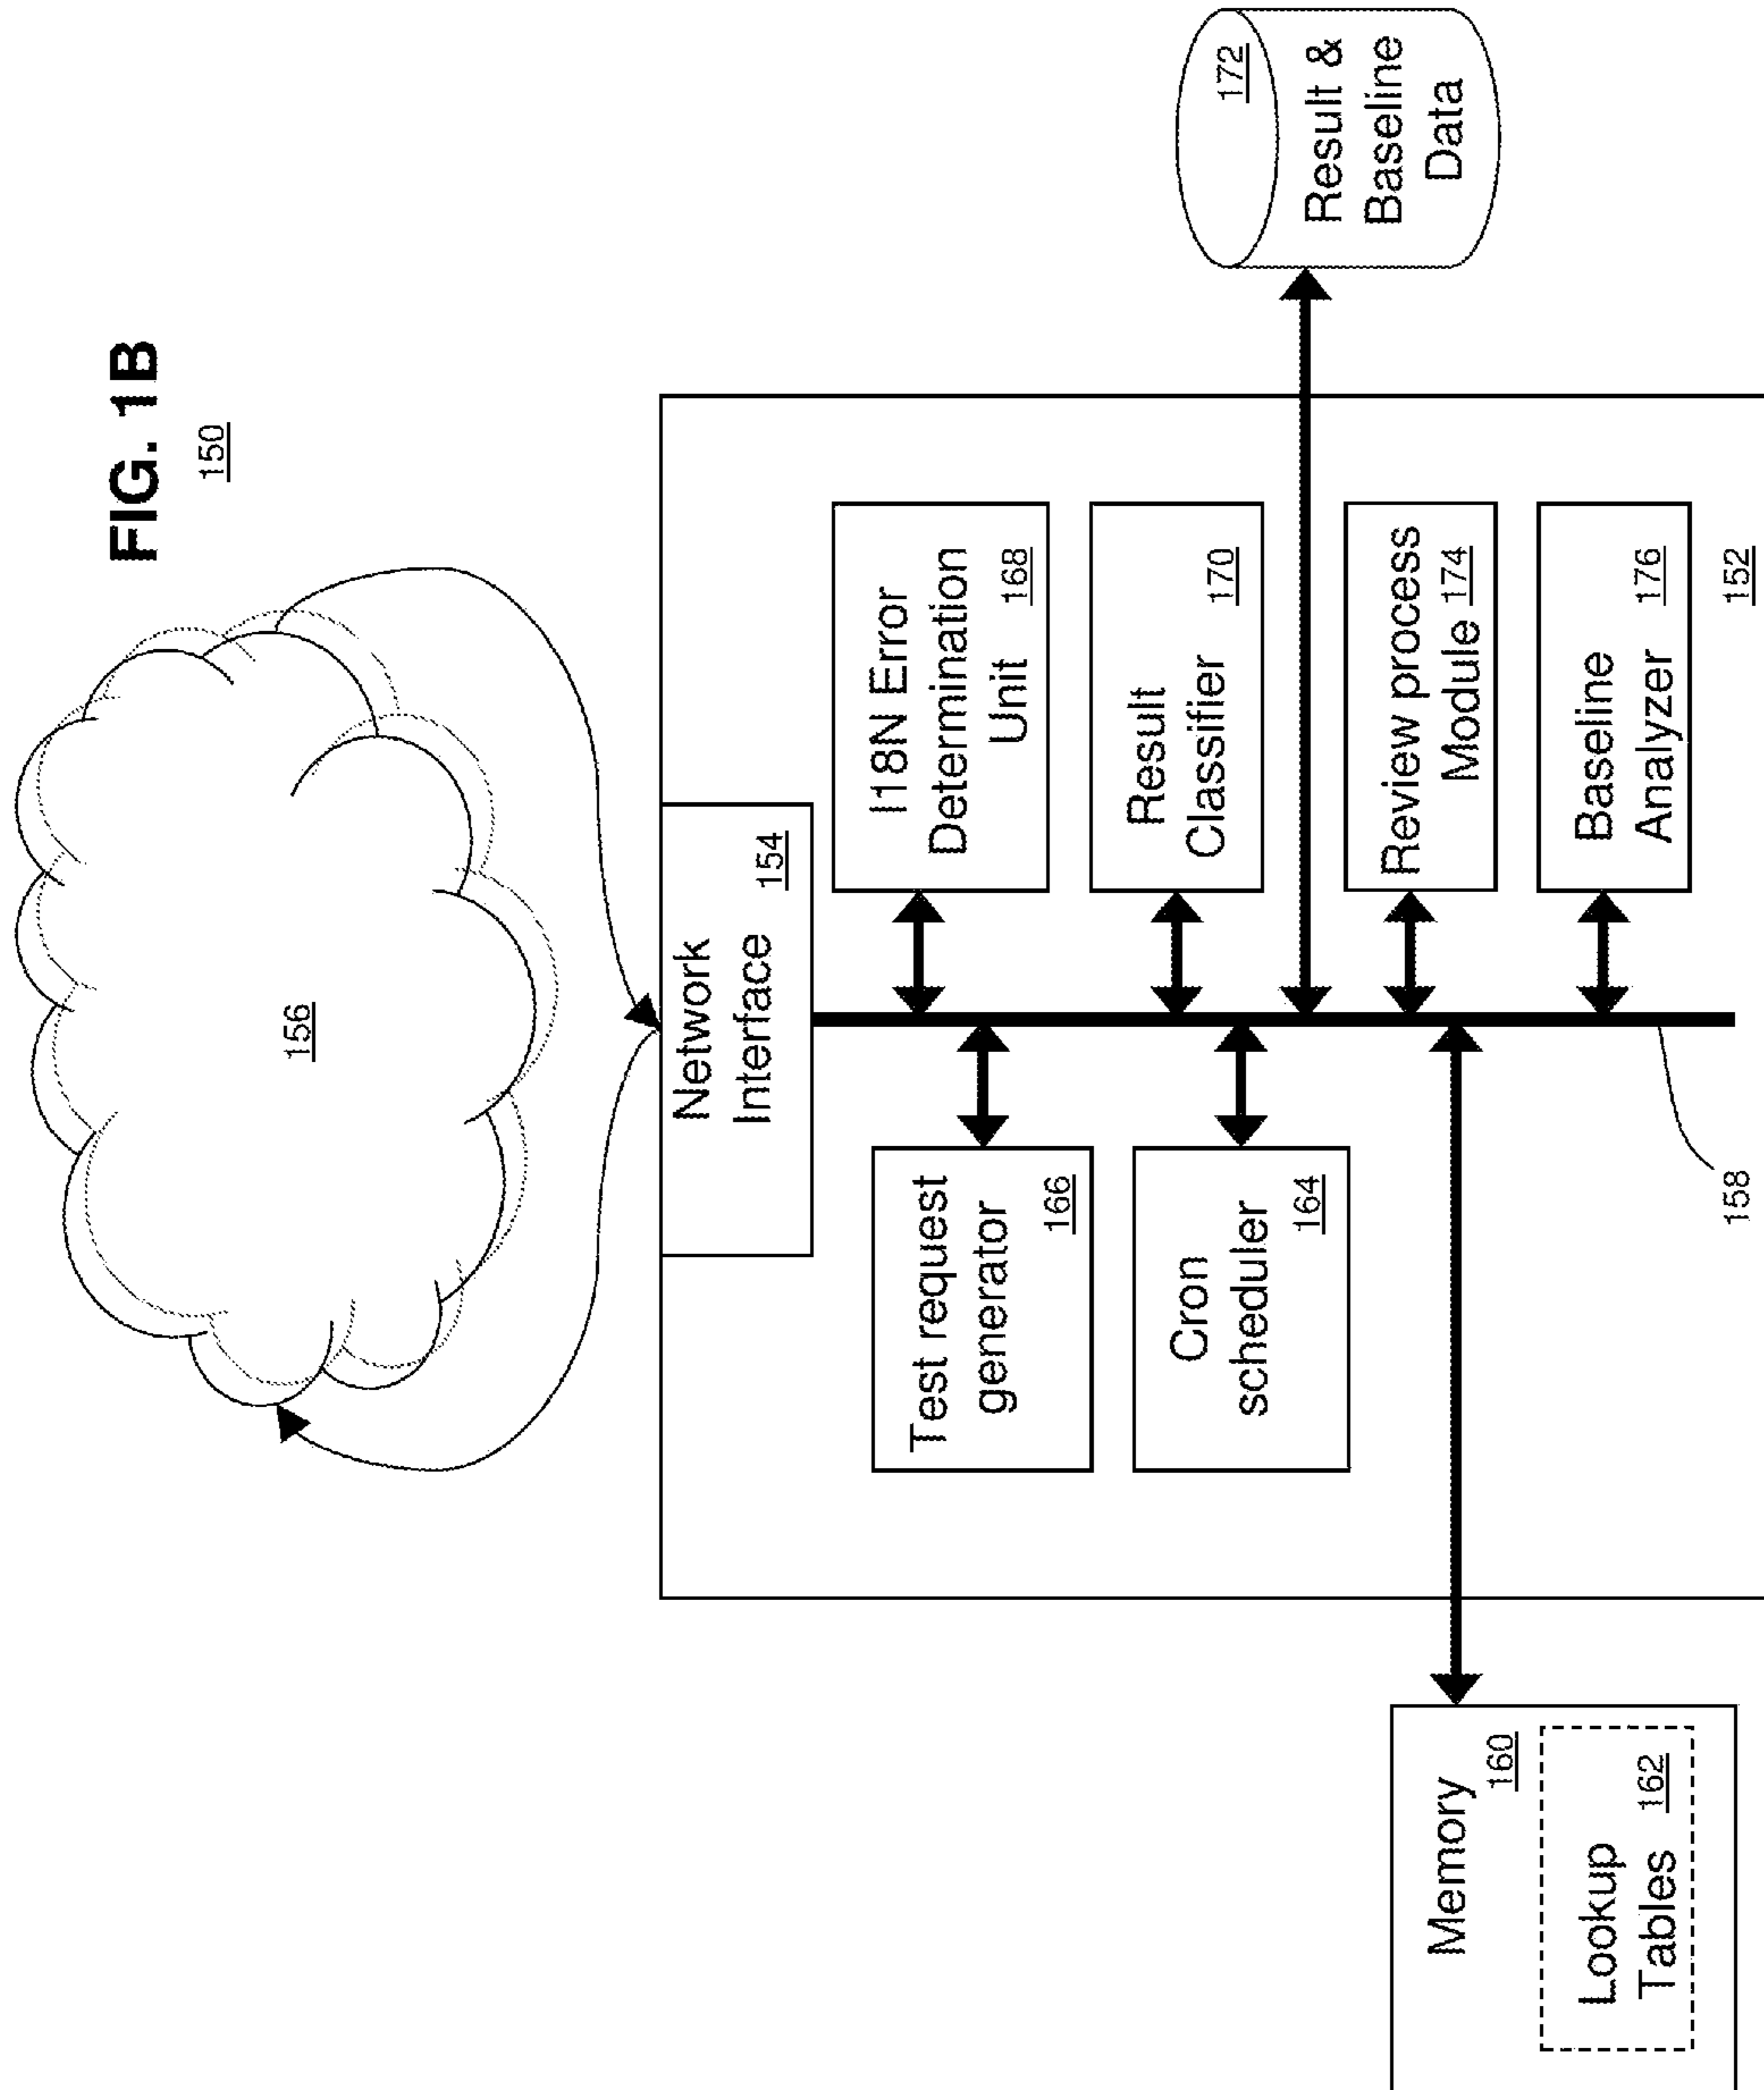 FIG. 1B
150
156
Network
Interface
154
Test request
generator
166
I18N Error
Determination
Unit
168
Cron
scheduler
164
Result
Classifier
170
172
Result &
Baseline
Data
Memory
160
Lookup
Tables
162
Review process
Module
174
Baseline
Analyzer
176
158
152